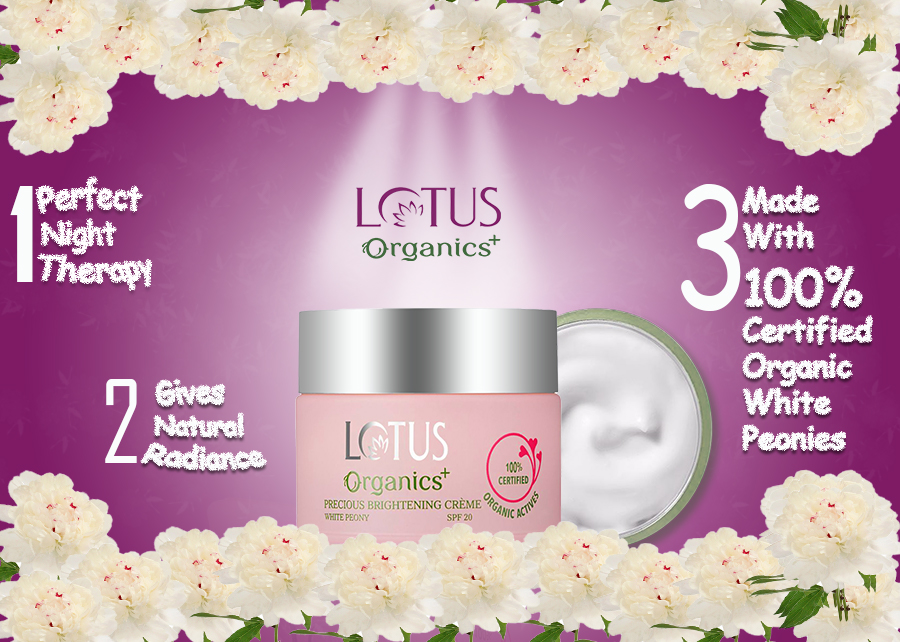 LOTUS
Organics+
1 Perfect
Night
Therapy
2 Gives
Natural
Radiance
3 Made
With
100%
Certified
Organic
White
Peonies
LOTUS
Organics+
PRECIOUS BRIGHTENING CRÈME
WHITE PEONY SPF 20
100%
CERTIFIED
ORGANIC ACTIVES